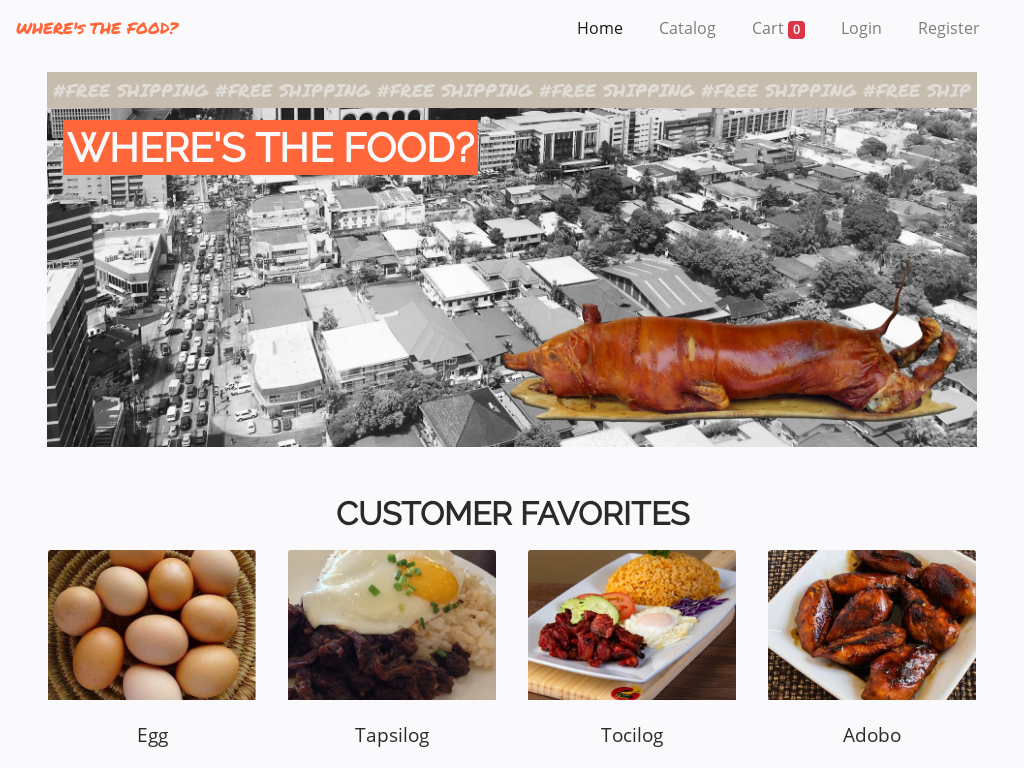 WHERE'S THE FOOD?
Home Catalog Cart 0 Login Register
#FREE SHIPPING #FREE SHIPPING #FREE SHIPPING #FREE SHIPPING #FREE SHIPPING #FREE SHIP
WHERE'S THE FOOD?
CUSTOMER FAVORITES
Egg Tapsilog Tocilog Adobo